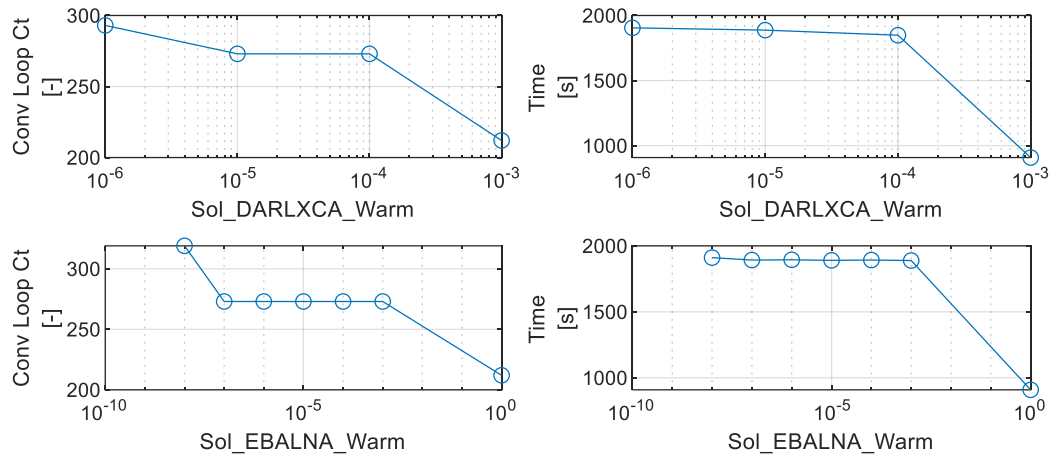 Conv Loop Ct
[-]
300
250
200
10^-6
10^-5
10^-4
10^-3
Sol_DARLXCA_Warm
Time
[s]
2000
1500
1000
10^-6
10^-5
10^-4
10^-3
Sol_DARLXCA_Warm
Conv Loop Ct
[-]
300
250
200
10^-10
10^-5
10^0
Sol_EBALNA_Warm
Time
[s]
2000
1500
1000
10^-10
10^-5
10^0
Sol_EBALNA_Warm